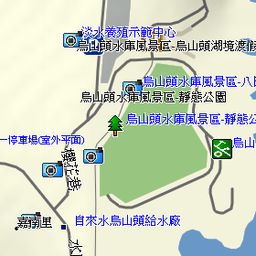 淡水養殖示範中心
烏山頭水庫風景區-烏山頭湖境渡假
烏山頭水庫風景區-八田
烏山頭水庫風景區-靜態公園
烏山頭水庫風景區-靜態公
一停車場(室外平面)
烏山
嘉南里
自來水烏山頭給水廠
水